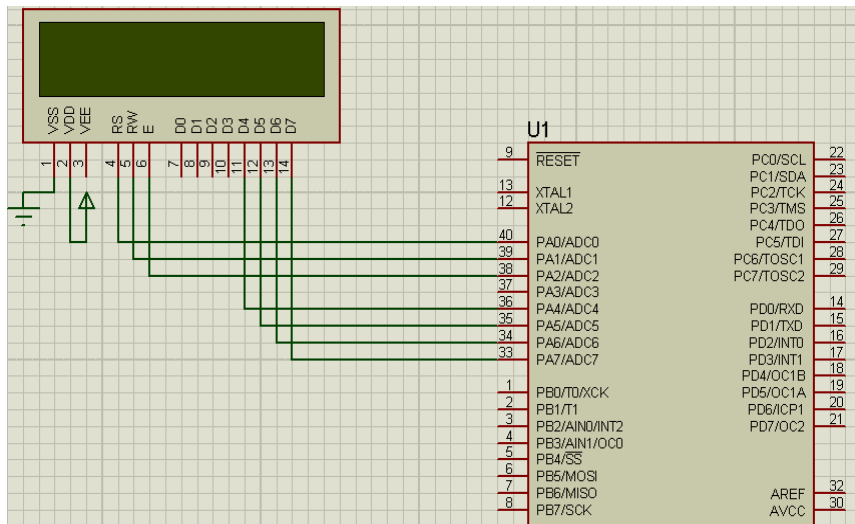 VSS VDD VEE RS RW E D0 D1 D2 D3 D4 D5 D6 D7
1 2 3 4 5 6 7 8 9 10 11 12 13 14
U1
9 RESET PC0/SCL 22
PC1/SDA 23
13 XTAL1 PC2/TCK 24
12 XTAL2 PC3/TMS 25
PC4/TDO 26
40 PA0/ADC0 PC5/TDI 27
39 PA1/ADC1 PC6/TOSC1 28
38 PA2/ADC2 PC7/TOSC2 29
37 PA3/ADC3
36 PA4/ADC4 PD0/RXD 14
35 PA5/ADC5 PD1/TXD 15
34 PA6/ADC6 PD2/INT0 16
33 PA7/ADC7 PD3/INT1 17
PD4/OC1B 18
1 PB0/T0/XCK PD5/OC1A 19
2 PB1/T1 PD6/ICP1 20
3 PB2/AIN0/INT2 PD7/OC2 21
4 PB3/AIN1/OC0
5 PB4/SS
6 PB5/MOSI
7 PB6/MISO AREF 32
8 PB7/SCK AVCC 30